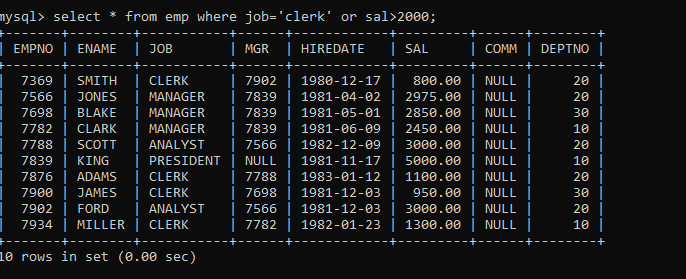 mysql> select * from emp where job='clerk' or sal>2000;
+-------+--------+-----------+------+------------+---------+------+--------+
| EMPNO | ENAME | JOB | MGR | HIREDATE | SAL | COMM | DEPTNO |
+-------+--------+-----------+------+------------+---------+------+--------+
| 7369 | SMITH | CLERK | 7902 | 1980-12-17 | 800.00 | NULL | 20 |
| 7566 | JONES | MANAGER | 7839 | 1981-04-02 | 2975.00 | NULL | 20 |
| 7698 | BLAKE | MANAGER | 7839 | 1981-05-01 | 2850.00 | NULL | 30 |
| 7782 | CLARK | MANAGER | 7839 | 1981-06-09 | 2450.00 | NULL | 10 |
| 7788 | SCOTT | ANALYST | 7566 | 1982-12-09 | 3000.00 | NULL | 20 |
| 7839 | KING | PRESIDENT | NULL | 1981-11-17 | 5000.00 | NULL | 10 |
| 7876 | ADAMS | CLERK | 7788 | 1983-01-12 | 1100.00 | NULL | 20 |
| 7900 | JAMES | CLERK | 7698 | 1981-12-03 | 950.00 | NULL | 30 |
| 7902 | FORD | ANALYST | 7566 | 1981-12-03 | 3000.00 | NULL | 20 |
| 7934 | MILLER | CLERK | 7782 | 1982-01-23 | 1300.00 | NULL | 10 |
+-------+--------+-----------+------+------------+---------+------+--------+
10 rows in set (0.00 sec)